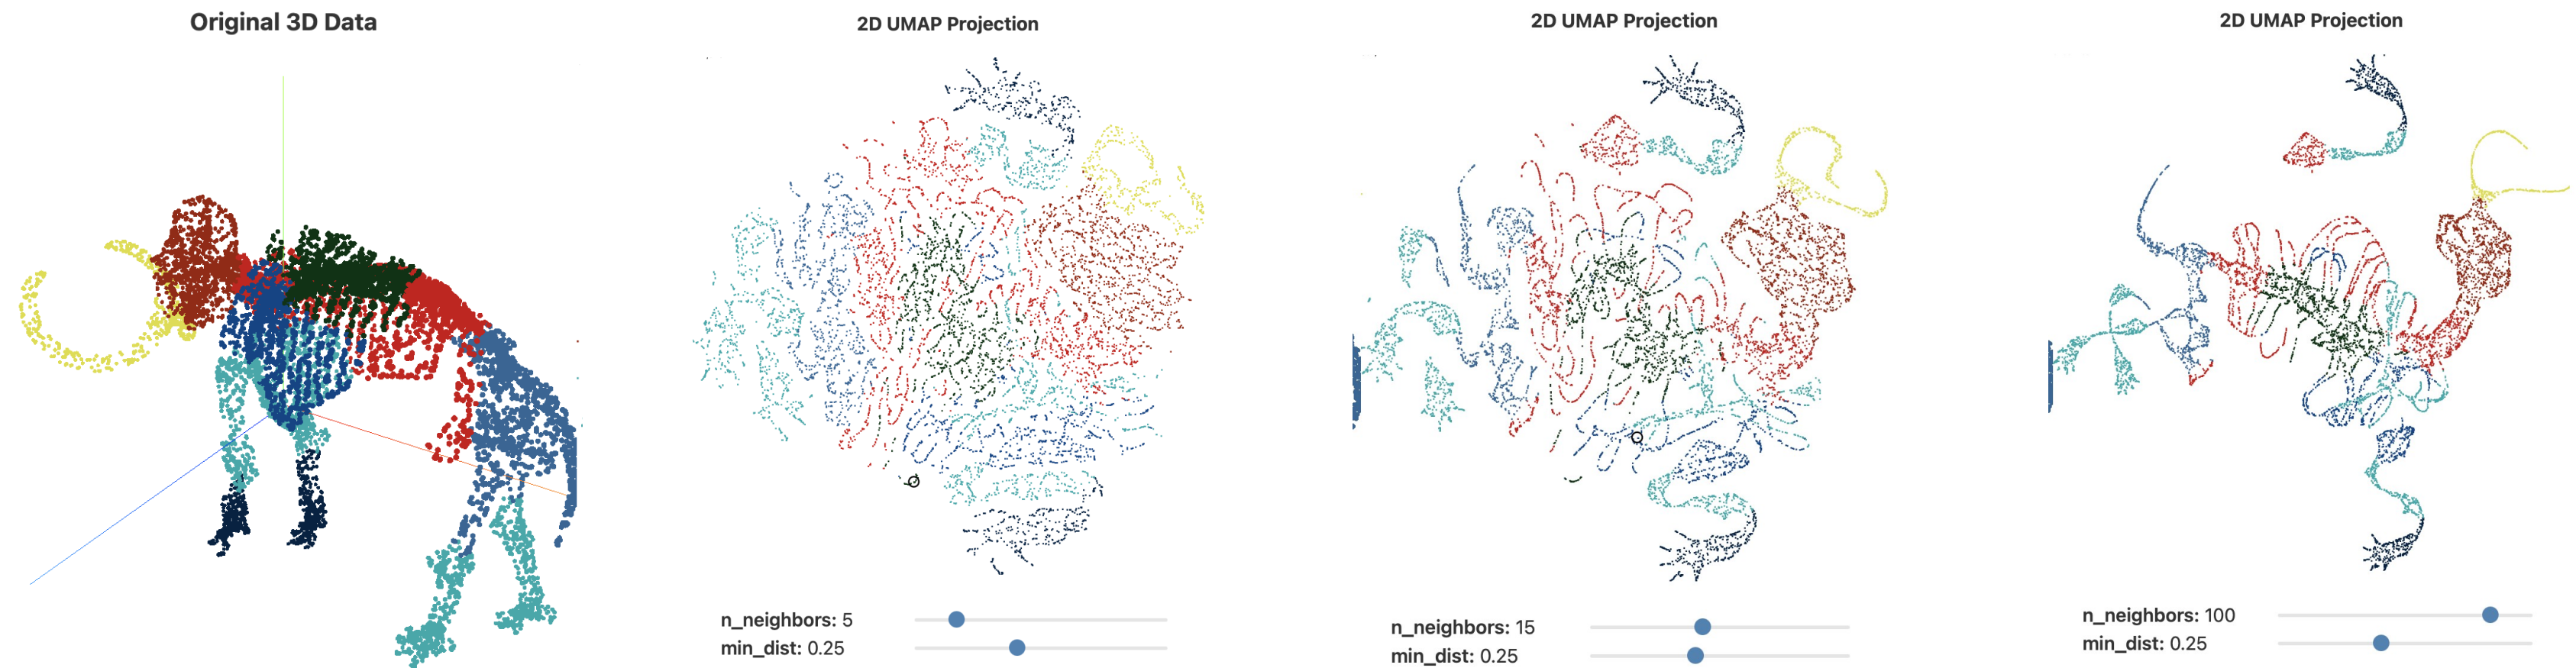 Original 3D Data
2D UMAP Projection
n_neighbors: 5
min_dist: 0.25
2D UMAP Projection
n_neighbors: 15
min_dist: 0.25
2D UMAP Projection
n_neighbors: 100
min_dist: 0.25